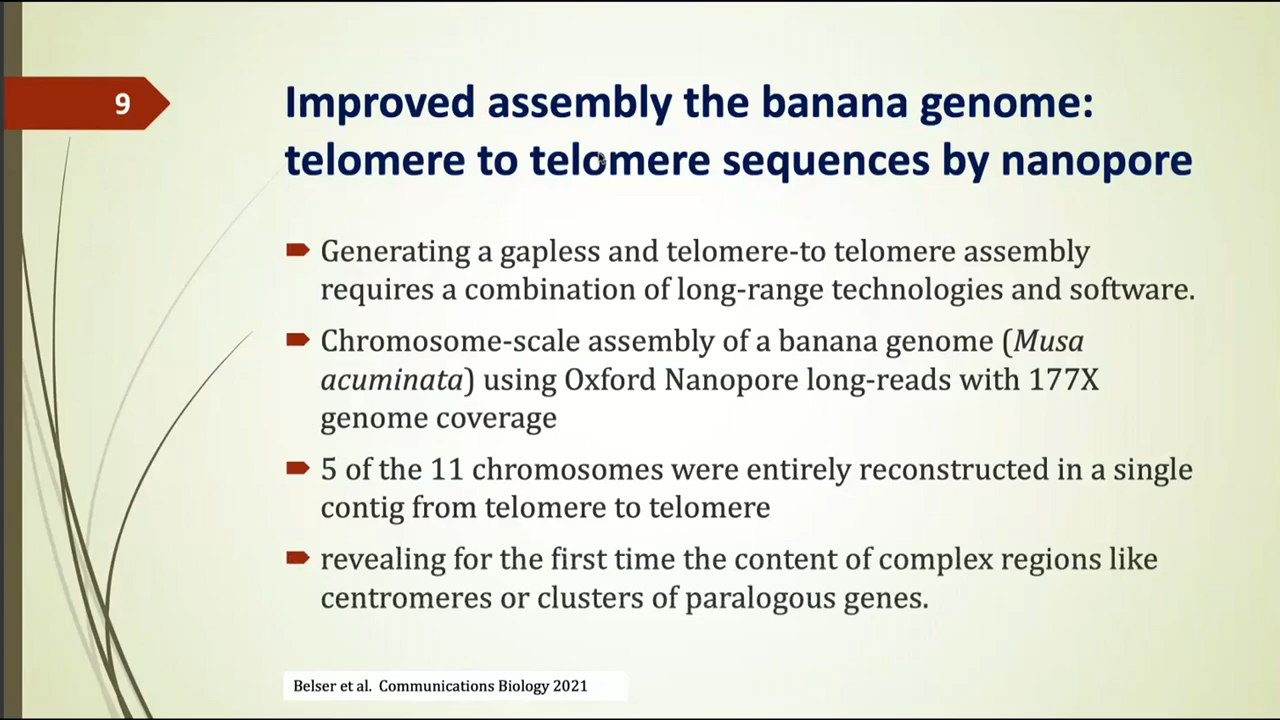 9
Improved assembly the banana genome:
telomere to telomere sequences by nanopore
Generating a gapless and telomere-to telomere assembly
requires a combination of long-range technologies and software.
Chromosome-scale assembly of a banana genome (Musa
acuminata) using Oxford Nanopore long-reads with 177X
genome coverage
5 of the 11 chromosomes were entirely reconstructed in a single
contig from telomere to telomere
revealing for the first time the content of complex regions like
centromeres or clusters of paralogous genes.
Belser et al. Communications Biology 2021